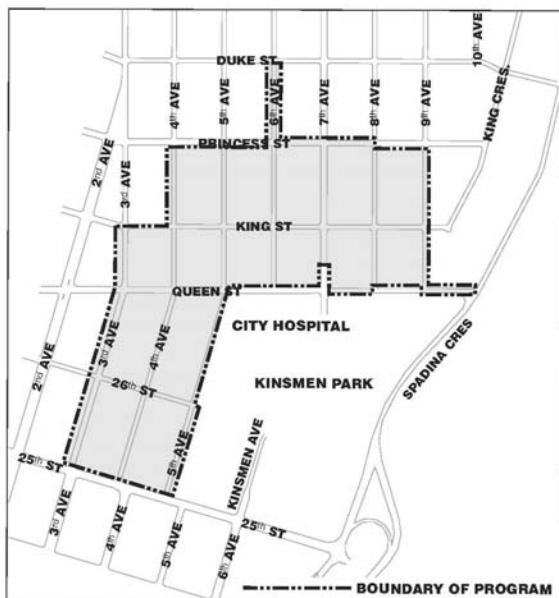 DUKE ST
10th AVE
KING CRES.
4th AVE
5th AVE
6th AVE
7th AVE
8th AVE
9th AVE
PRINCESS ST
2nd AVE
3rd AVE
KING ST
QUEEN ST
CITY HOSPITAL
3rd AVE
4th AVE
2nd AVE
26th ST
KINSMEN PARK
SPADINA CRES
5th AVE
KINSMEN AVE
25th ST
25th ST
3rd AVE
4th AVE
5th AVE
6th AVE
BOUNDARY OF PROGRAM